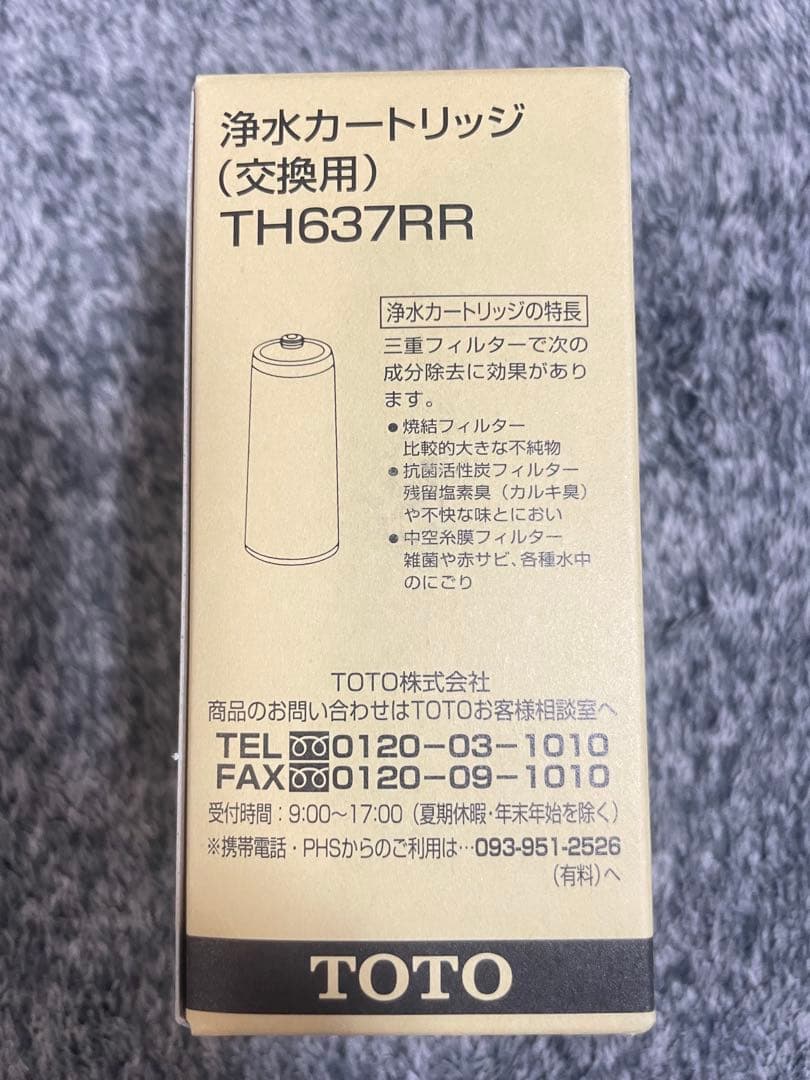 浄水カートリッジ
(交換用)
TH637RR
浄水カートリッジの特長
三重フィルターで次の
成分除去に効果があり
ます。
●焼結フィルター
比較的大きな不純物
●抗菌活性炭フィルター
残留塩素臭（カルキ臭）
や不快な味とにおい
●中空糸膜フィルター
雑菌や赤サビ、各種水中
のにごり
TOTO株式会社
商品のお問い合わせはTOTOお客様相談室へ
TEL 0120-03-1010
FAX 0120-09-1010
受付時間：9:00～17:00（夏期休暇・年末年始を除く）
※携帯電話・PHSからのご利用は…093-951-2526
(有料)へ
TOTO